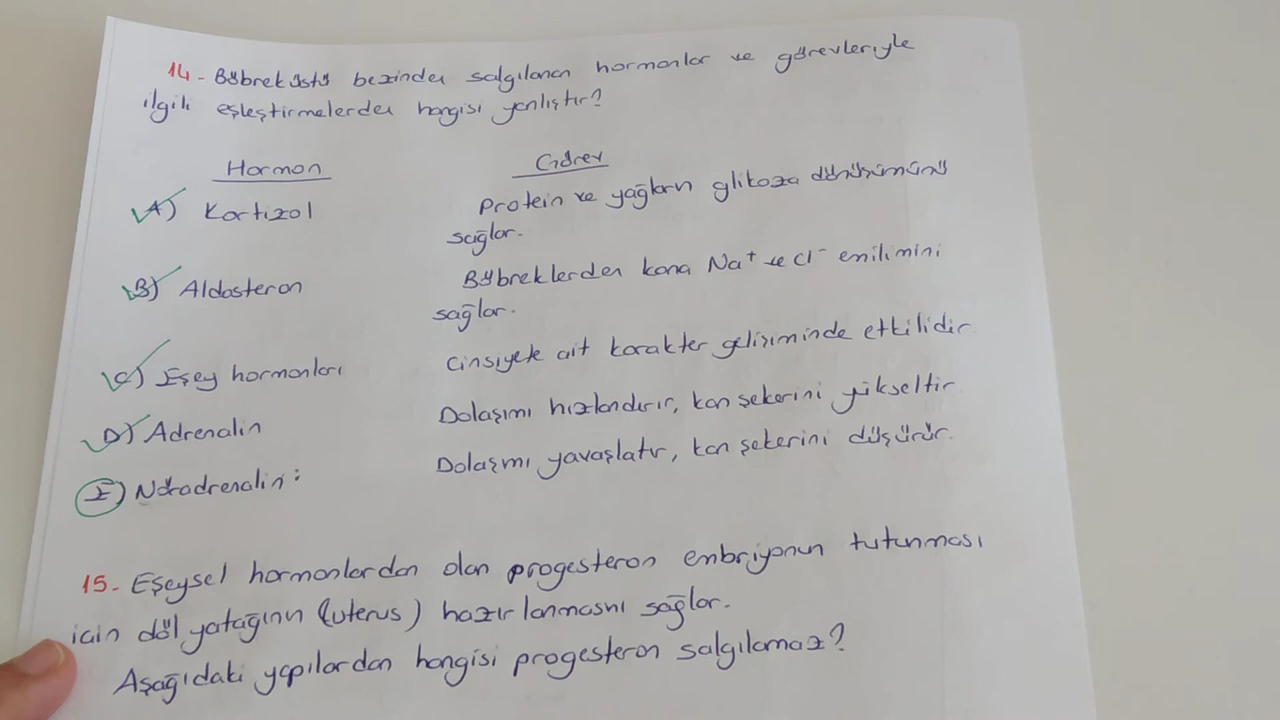 14- Böbreküstü bezinden salgılanan hormonlar ve görevleriyle
ilgili eşleştirmelerden hangisi yanlıştır?
Hormon Görev
A) Kortizol Protein ve yağların glikoza dönüşümünü
sağlar.
B) Aldosteron Böbreklerden kana Na⁺ ve Cl⁻ emilimini
sağlar.
C) Eşey hormonları Cinsiyete ait karakter gelişiminde etkilidir.
D) Adrenalin Dolaşımı hızlandırır, kan şekerini yükseltir.
E) Noradrenalin: Dolaşımı yavaşlatır, kan şekerini düşürür.
15- Eşeysel hormonlardan olan progesteron embriyonun tutunması
için döl yatağının (uterus) hazırlanmasını sağlar.
Aşağıdaki yapılardan hangisi progesteron salgılamaz?